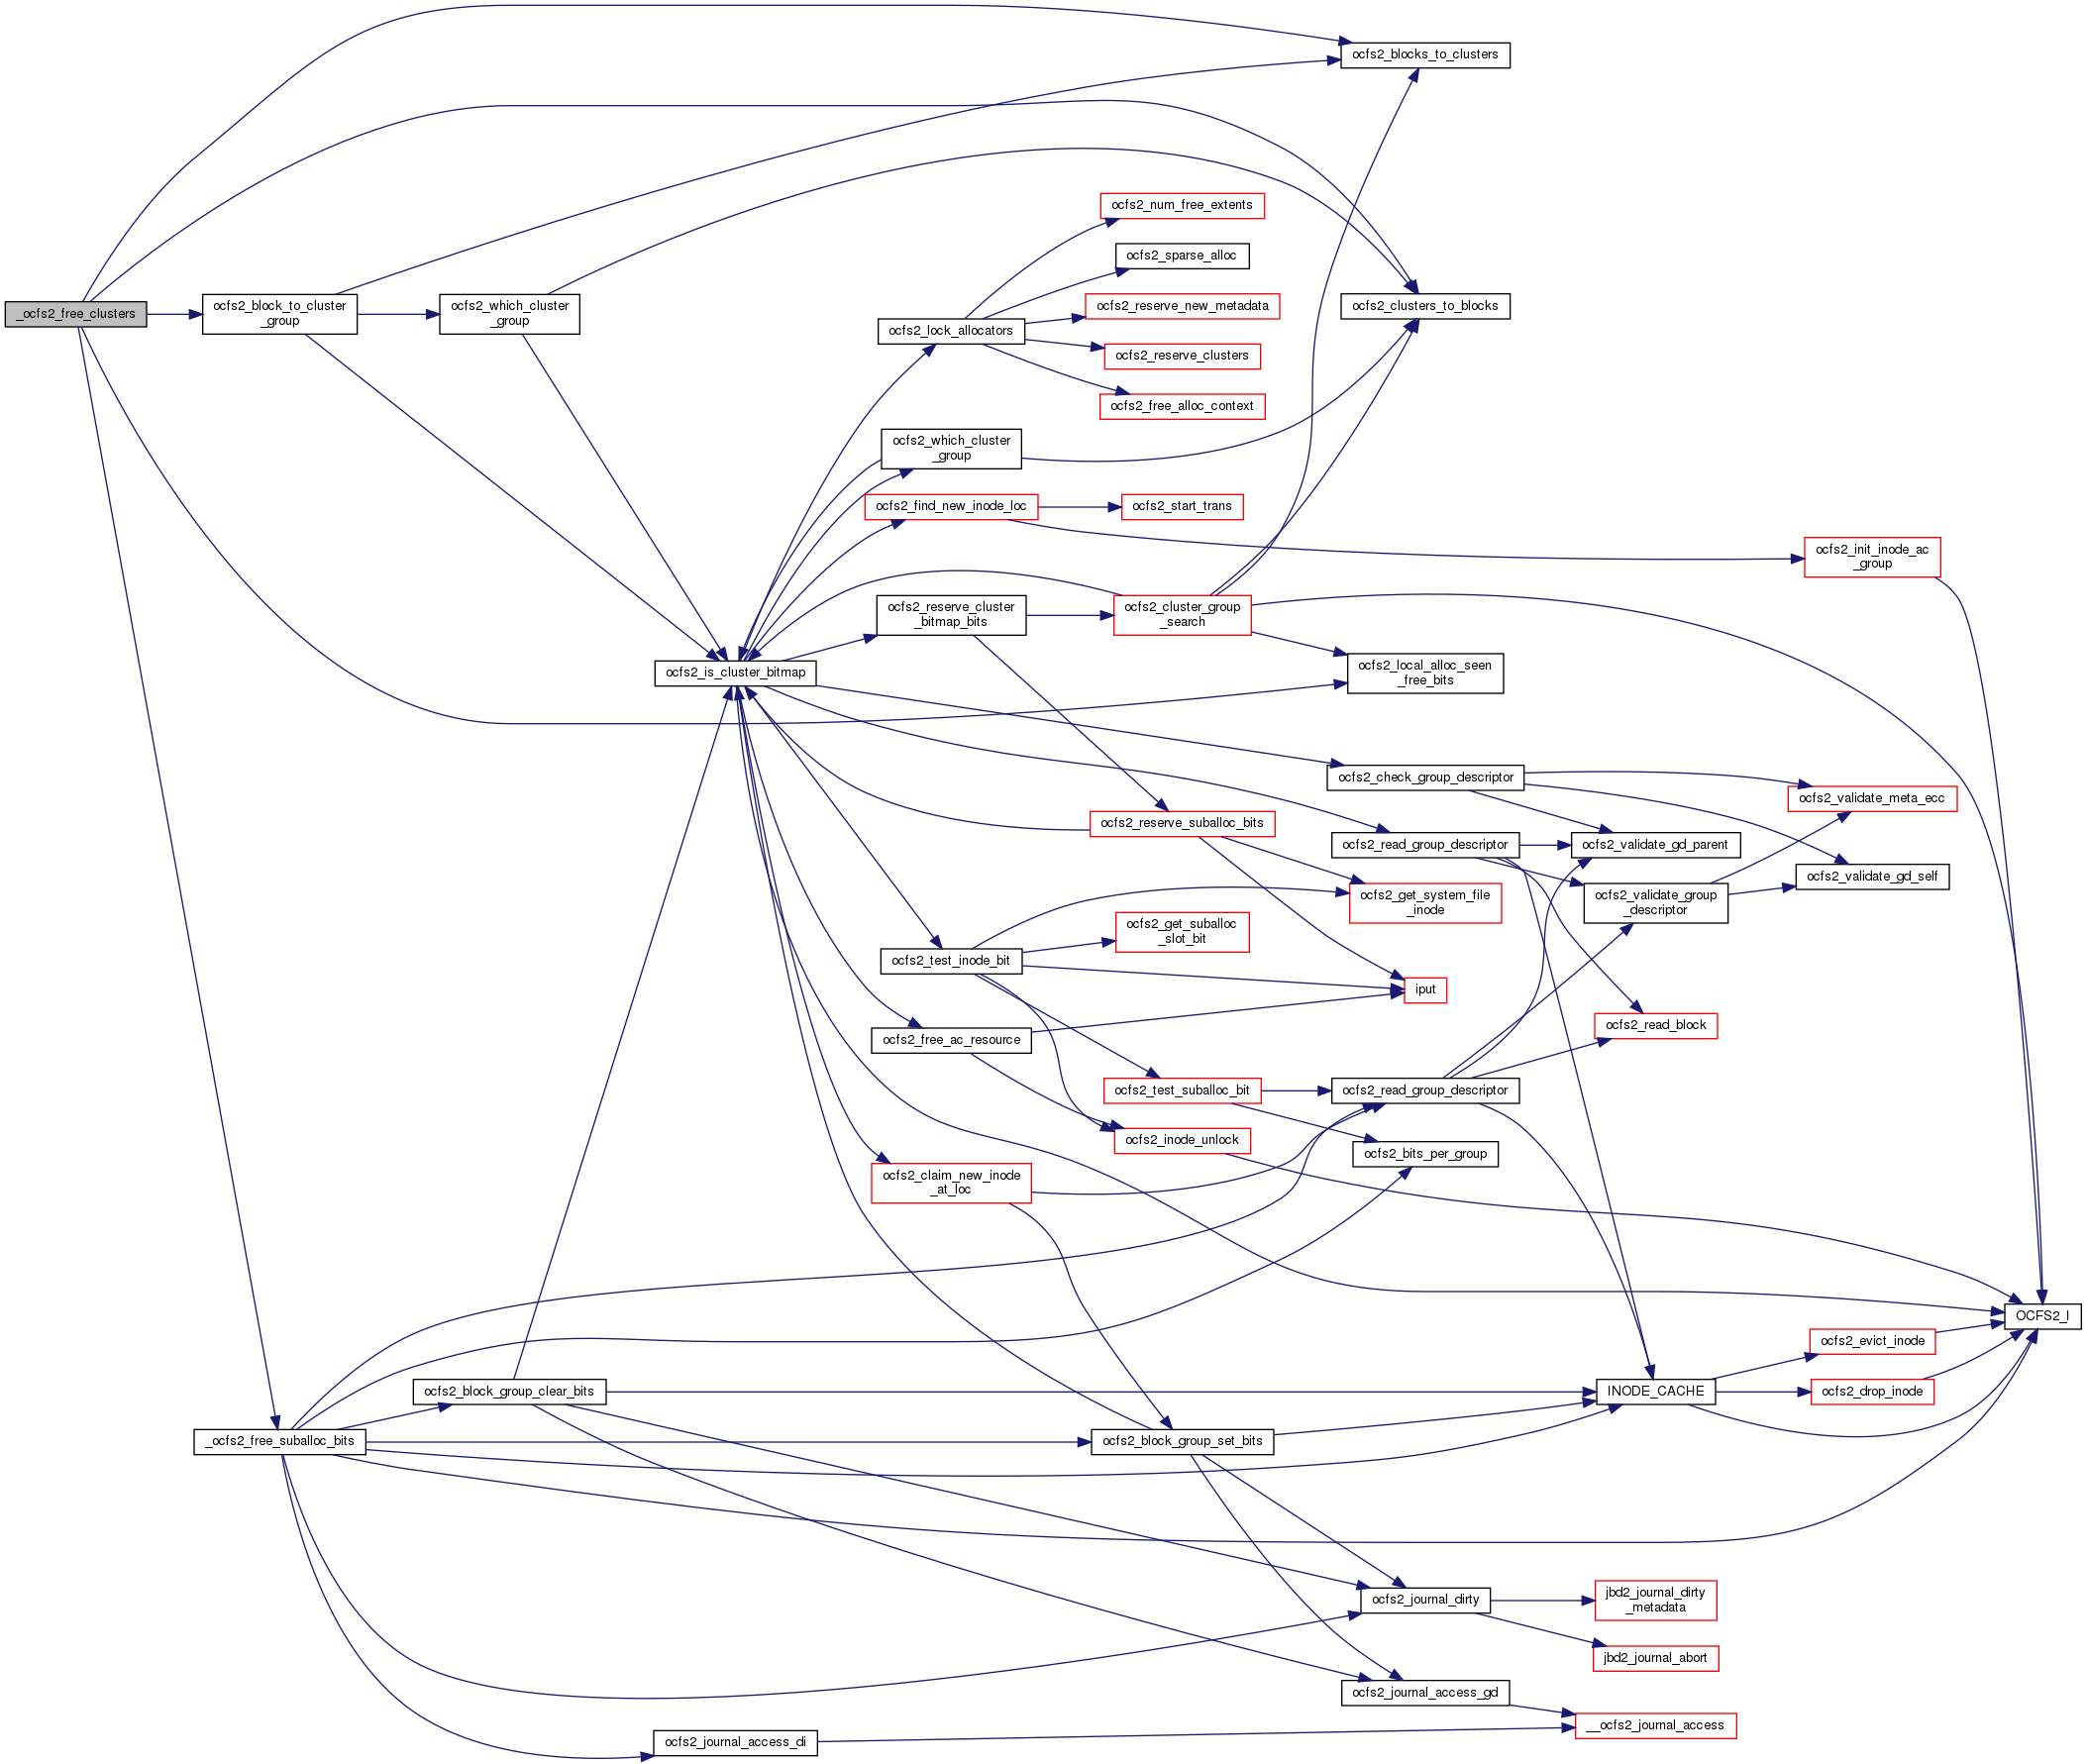 ocfs2_blocks_to_clusters
ocfs2_num_free_extents
ocfs2_sparse_alloc
_ocfs2_free_clusters
ocfs2_block_to_cluster
_group
ocfs2_which_cluster
_group
ocfs2_reserve_new_metadata
ocfs2_clusters_to_blocks
ocfs2_lock_allocators
ocfs2_reserve_clusters
ocfs2_free_alloc_context
ocfs2_which_cluster
_group
ocfs2_find_new_inode_loc
ocfs2_start_trans
ocfs2_init_inode_ac
_group
ocfs2_reserve_cluster
_bitmap_bits
ocfs2_cluster_group
_search
ocfs2_is_cluster_bitmap
ocfs2_local_alloc_seen
_free_bits
ocfs2_check_group_descriptor
ocfs2_validate_meta_ecc
ocfs2_reserve_suballoc_bits
ocfs2_read_group_descriptor
ocfs2_validate_gd_parent
ocfs2_validate_gd_self
ocfs2_get_system_file
_inode
ocfs2_validate_group
_descriptor
ocfs2_get_suballoc
_slot_bit
ocfs2_test_inode_bit
iput
ocfs2_read_block
ocfs2_free_ac_resource
ocfs2_test_suballoc_bit
ocfs2_read_group_descriptor
ocfs2_inode_unlock
ocfs2_bits_per_group
ocfs2_claim_new_inode
_at_loc
OCFS2_I
ocfs2_evict_inode
ocfs2_block_group_clear_bits
INODE_CACHE
ocfs2_drop_inode
_ocfs2_free_suballoc_bits
ocfs2_block_group_set_bits
ocfs2_journal_dirty
jbd2_journal_dirty
_metadata
jbd2_journal_abort
ocfs2_journal_access_gd
__ocfs2_journal_access
ocfs2_journal_access_di